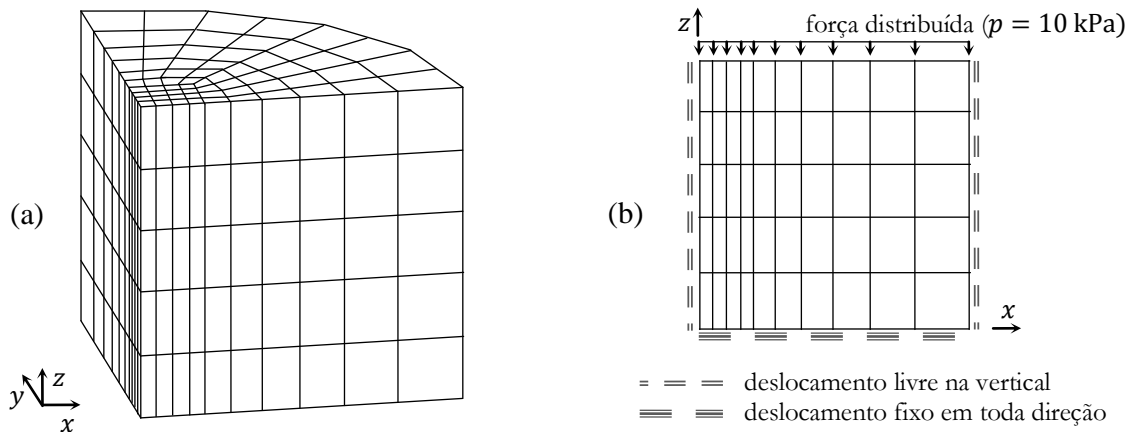 z
força distribuída (p = 10 kPa)
(a)
(b)
x
y
z
x
deslocamento livre na vertical
deslocamento fixo em toda direção